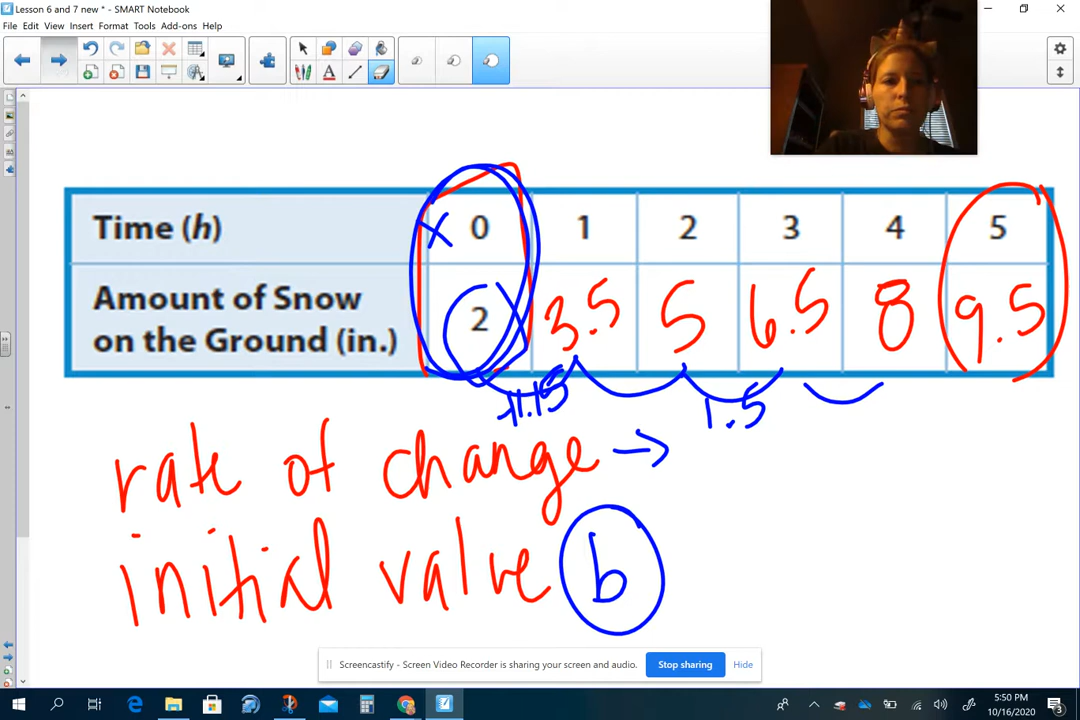 Lesson 6 and 7 new * - SMART Notebook
File Edit View Insert Format Tools Add-ons Help
Time (h) x 0 1 2 3 4 5
Amount of Snow
on the Ground (in.) 2 3.5 5 6.5 8 9.5
1.5
rate of change →
initial value b
Screencastify - Screen Video Recorder is sharing your screen and audio. Stop sharing Hide
5:50 PM
10/16/2020